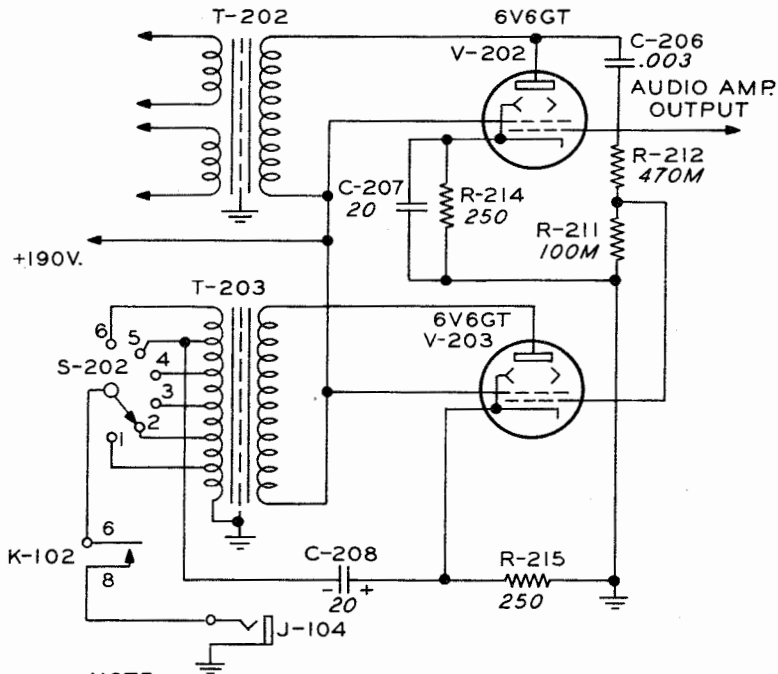 T-202
6V6GT
V-202
C-206
.003
AUDIO AMP.
OUTPUT
R-212
470M
C-207
20
R-214
250
R-211
100M
+190V.
T-203
6V6GT
V-203
6
5
4
S-202
3
2
1
6
K-102
8
C-208
- +
20
R-215
250
J-104